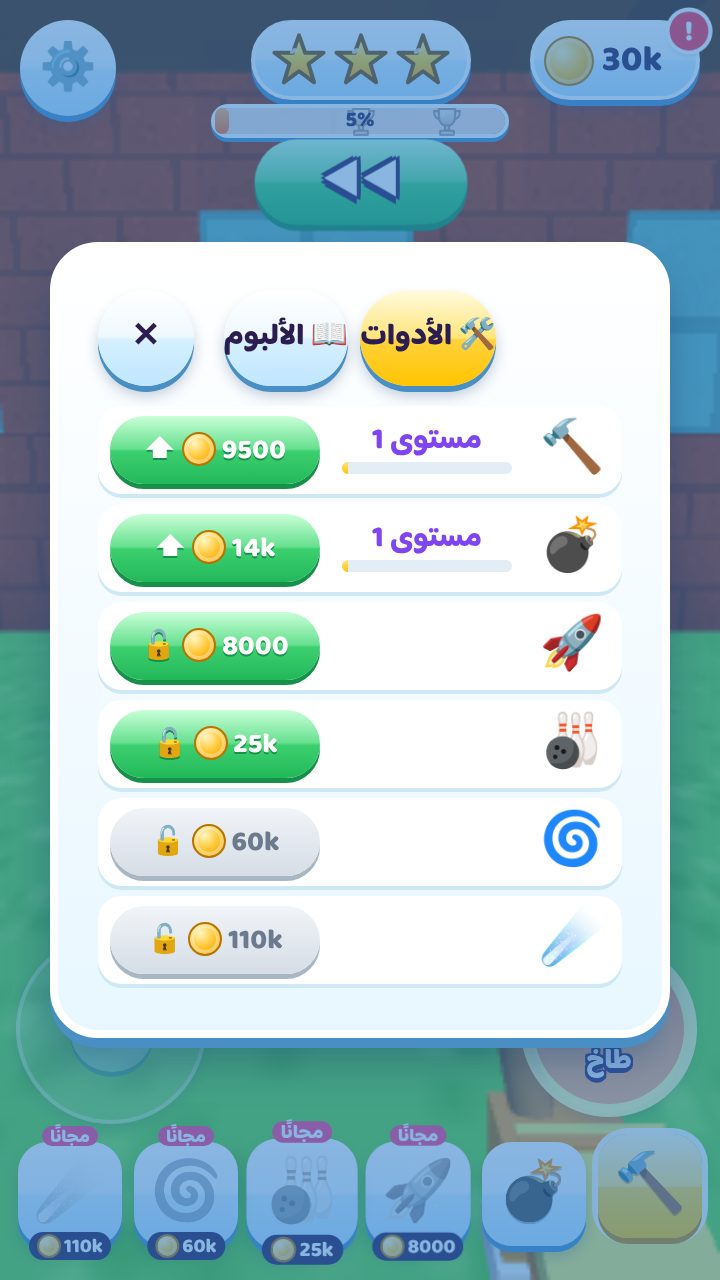 30k
!
5%
🛠️ الأدوات
📖 الألبوم
✕
مستوى 1
9500
مستوى 1
14k
8000
25k
60k
110k
طاخ
مجانًا
مجانًا
مجانًا
مجانًا
8000
25k
60k
110k